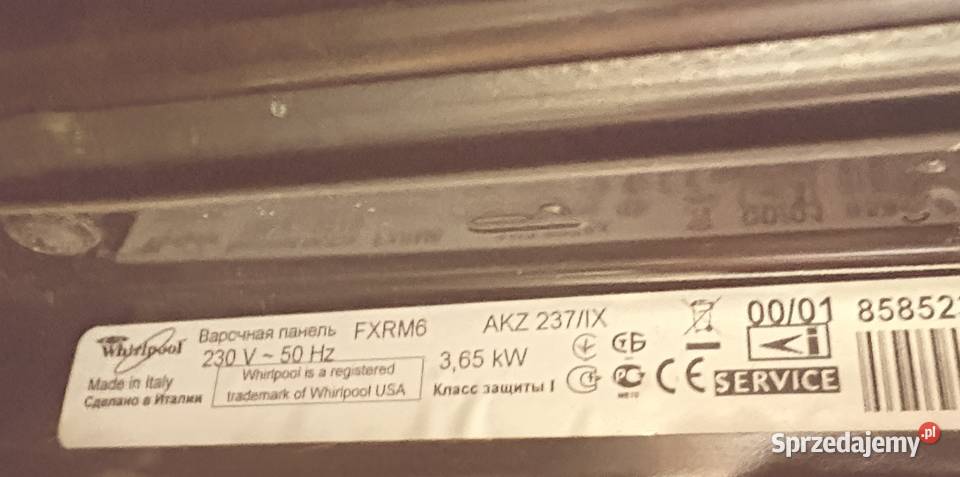 Whirlpool
Варочная панель FXRM6 AKZ 237/IX 00/01 85852
230 V ~ 50 Hz 3,65 kW
Made in Italy Whirlpool is a registered
Сделано в Италии trademark of Whirlpool USA Класс защиты I
SERVICE
Sprzedajemy.pl